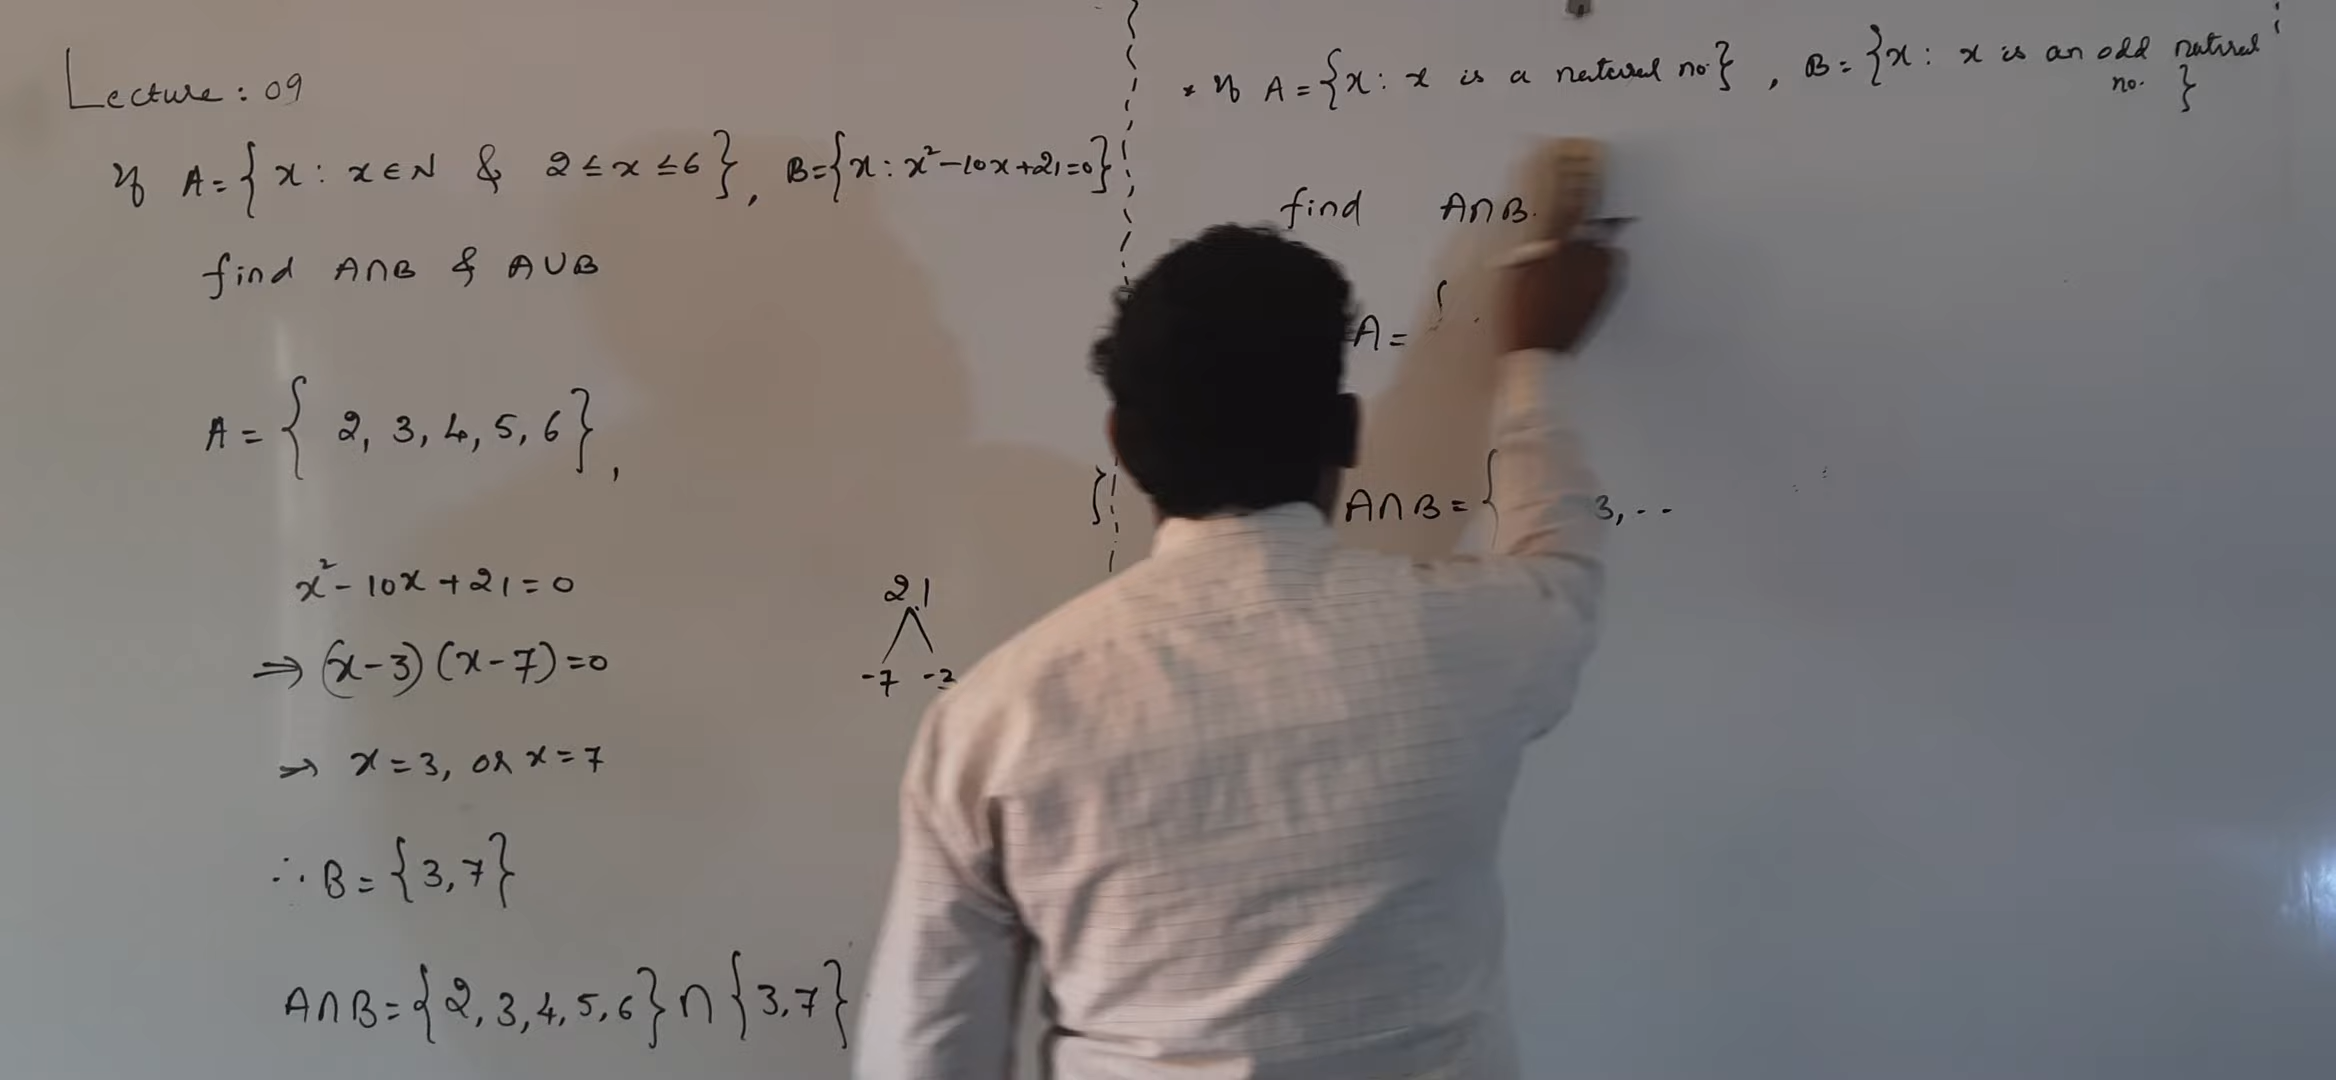 Lecture: 09
If A = { x : x ∈ N & 2 ≤ x ≤ 6 }, B = { x : x² - 10x + 21 = 0 }
find A∩B & A∪B
A = { 2, 3, 4, 5, 6 },
}
x² - 10x + 21 = 0
⇒ (x-3) (x-7) = 0
21
-7 -3
⇒ x = 3, or x = 7
∴ B = {3, 7}
A∩B = {2, 3, 4, 5, 6} ∩ {3, 7}
* If A = {x : x is a natural no.}, B = {x : x is an odd natural
no. }
find A∩B.
A = {
A∩B = { 3, ..